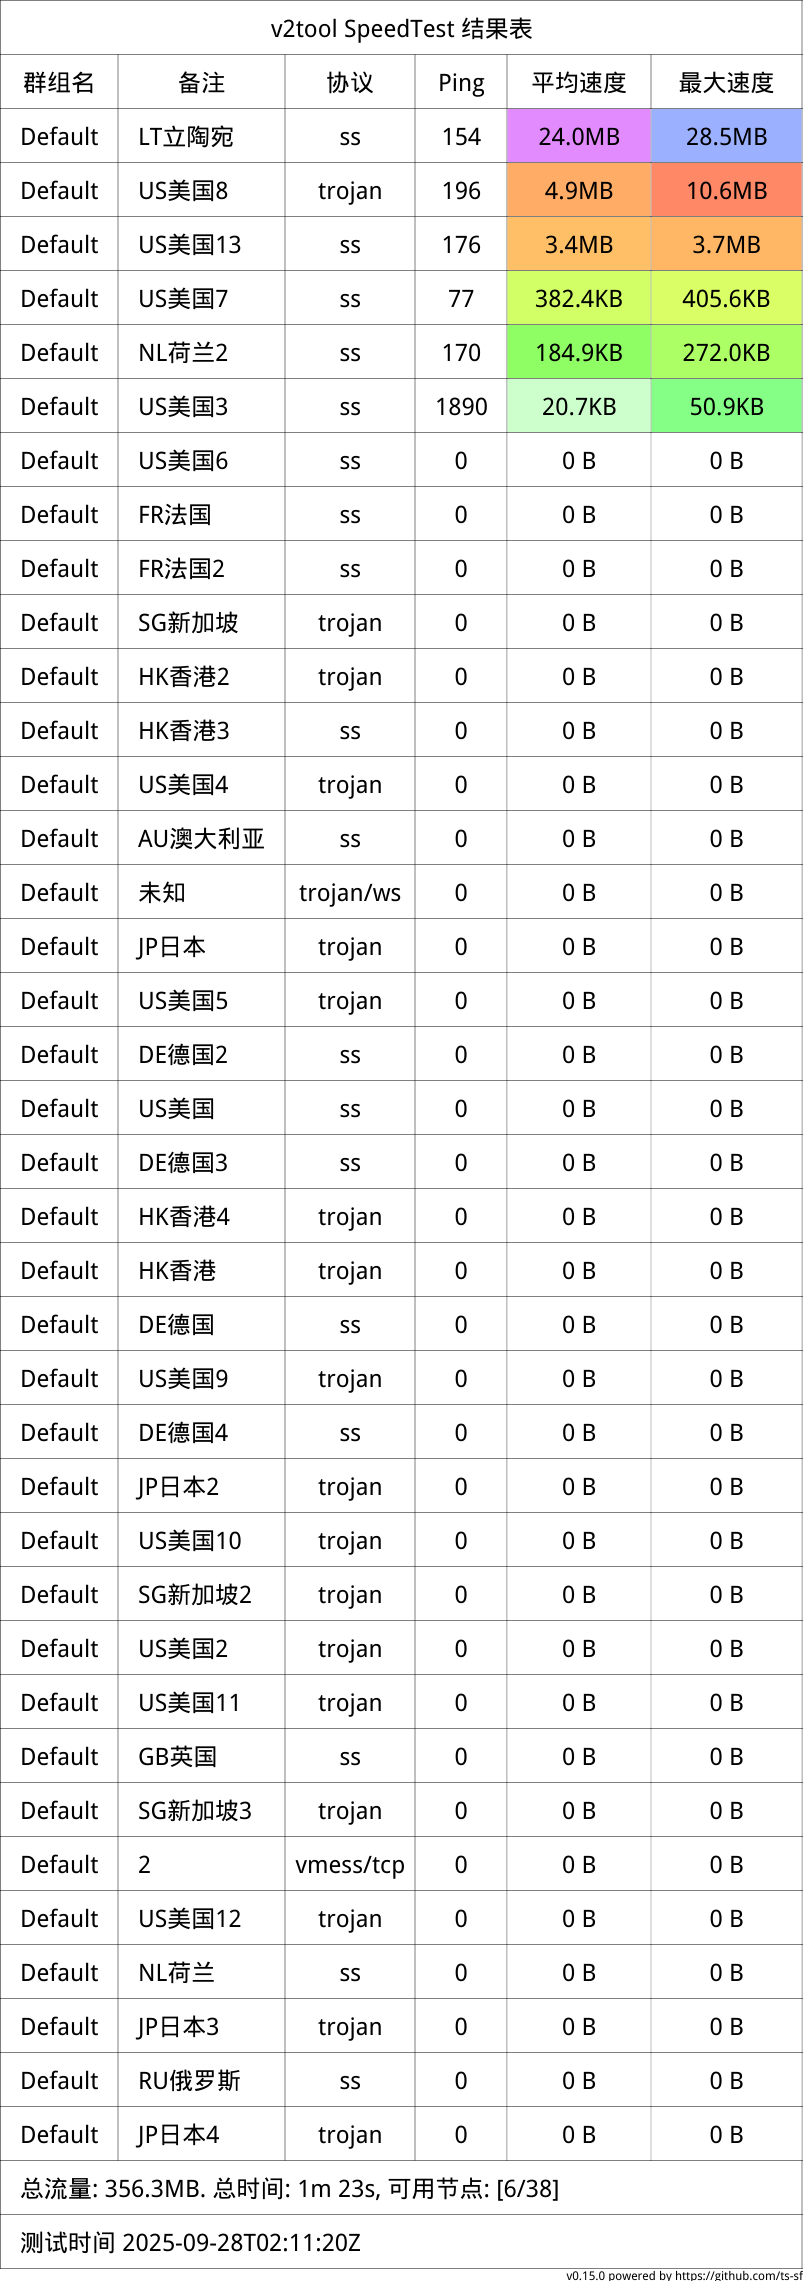 v2tool SpeedTest 结果表
群组名 备注 协议 Ping 平均速度 最大速度
Default LT立陶宛 ss 154 24.0MB 28.5MB
Default US美国8 trojan 196 4.9MB 10.6MB
Default US美国13 ss 176 3.4MB 3.7MB
Default US美国7 ss 77 382.4KB 405.6KB
Default NL荷兰2 ss 170 184.9KB 272.0KB
Default US美国3 ss 1890 20.7KB 50.9KB
Default US美国6 ss 0 0 B 0 B
Default FR法国 ss 0 0 B 0 B
Default FR法国2 ss 0 0 B 0 B
Default SG新加坡 trojan 0 0 B 0 B
Default HK香港2 trojan 0 0 B 0 B
Default HK香港3 ss 0 0 B 0 B
Default US美国4 trojan 0 0 B 0 B
Default AU澳大利亚 ss 0 0 B 0 B
Default 未知 trojan/ws 0 0 B 0 B
Default JP日本 trojan 0 0 B 0 B
Default US美国5 trojan 0 0 B 0 B
Default DE德国2 ss 0 0 B 0 B
Default US美国 ss 0 0 B 0 B
Default DE德国3 ss 0 0 B 0 B
Default HK香港4 trojan 0 0 B 0 B
Default HK香港 trojan 0 0 B 0 B
Default DE德国 ss 0 0 B 0 B
Default US美国9 trojan 0 0 B 0 B
Default DE德国4 ss 0 0 B 0 B
Default JP日本2 trojan 0 0 B 0 B
Default US美国10 trojan 0 0 B 0 B
Default SG新加坡2 trojan 0 0 B 0 B
Default US美国2 trojan 0 0 B 0 B
Default US美国11 trojan 0 0 B 0 B
Default GB英国 ss 0 0 B 0 B
Default SG新加坡3 trojan 0 0 B 0 B
Default 2 vmess/tcp 0 0 B 0 B
Default US美国12 trojan 0 0 B 0 B
Default NL荷兰 ss 0 0 B 0 B
Default JP日本3 trojan 0 0 B 0 B
Default RU俄罗斯 ss 0 0 B 0 B
Default JP日本4 trojan 0 0 B 0 B
总流量: 356.3MB. 总时间: 1m 23s, 可用节点: [6/38]
测试时间 2025-09-28T02:11:20Z
v0.15.0 powered by https://github.com/ts-sf